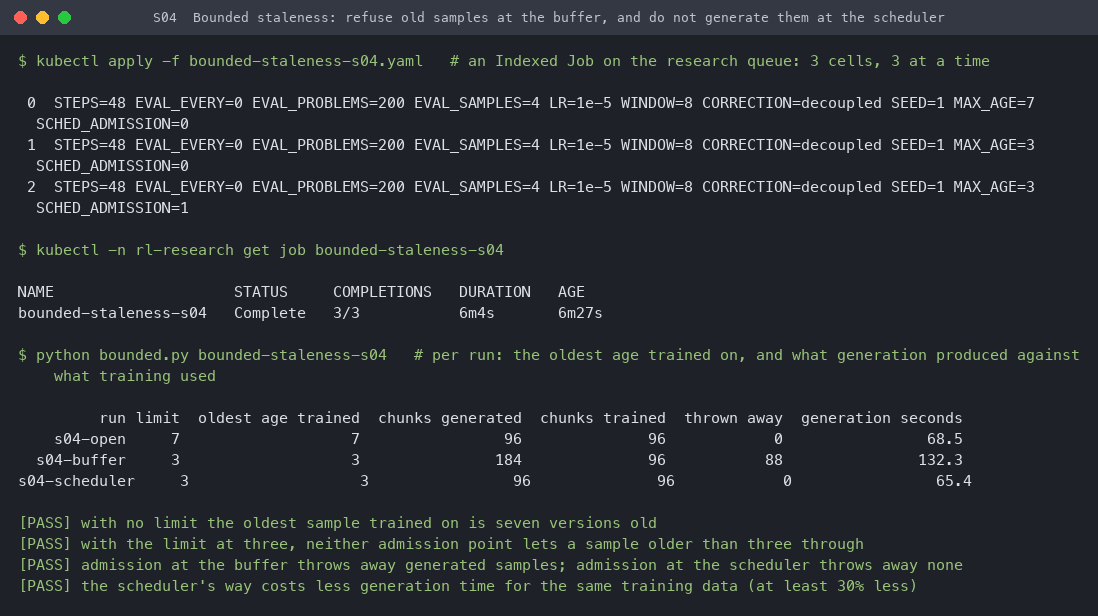 S04  Bounded staleness: refuse old samples at the buffer, and do not generate them at the scheduler
$ kubectl apply -f bounded-staleness-s04.yaml   # an Indexed Job on the research queue: 3 cells, 3 at a time
0  STEPS=48 EVAL_EVERY=0 EVAL_PROBLEMS=200 EVAL_SAMPLES=4 LR=1e-5 WINDOW=8 CORRECTION=decoupled SEED=1 MAX_AGE=7
SCHED_ADMISSION=0
1  STEPS=48 EVAL_EVERY=0 EVAL_PROBLEMS=200 EVAL_SAMPLES=4 LR=1e-5 WINDOW=8 CORRECTION=decoupled SEED=1 MAX_AGE=3
SCHED_ADMISSION=0
2  STEPS=48 EVAL_EVERY=0 EVAL_PROBLEMS=200 EVAL_SAMPLES=4 LR=1e-5 WINDOW=8 CORRECTION=decoupled SEED=1 MAX_AGE=3
SCHED_ADMISSION=1
$ kubectl -n rl-research get job bounded-staleness-s04
NAME                    STATUS     COMPLETIONS   DURATION   AGE
bounded-staleness-s04   Complete   3/3           6m4s       6m27s
$ python bounded.py bounded-staleness-s04   # per run: the oldest age trained on, and what generation produced against
what training used
run limit  oldest age trained  chunks generated  chunks trained  thrown away  generation seconds
s04-open     7                   7                96              96            0                68.5
s04-buffer     3                   3               184              96           88               132.3
s04-scheduler     3                   3                96              96            0                65.4
[PASS] with no limit the oldest sample trained on is seven versions old
[PASS] with the limit at three, neither admission point lets a sample older than three through
[PASS] admission at the buffer throws away generated samples; admission at the scheduler throws away none
[PASS] the scheduler's way costs less generation time for the same training data (at least 30% less)